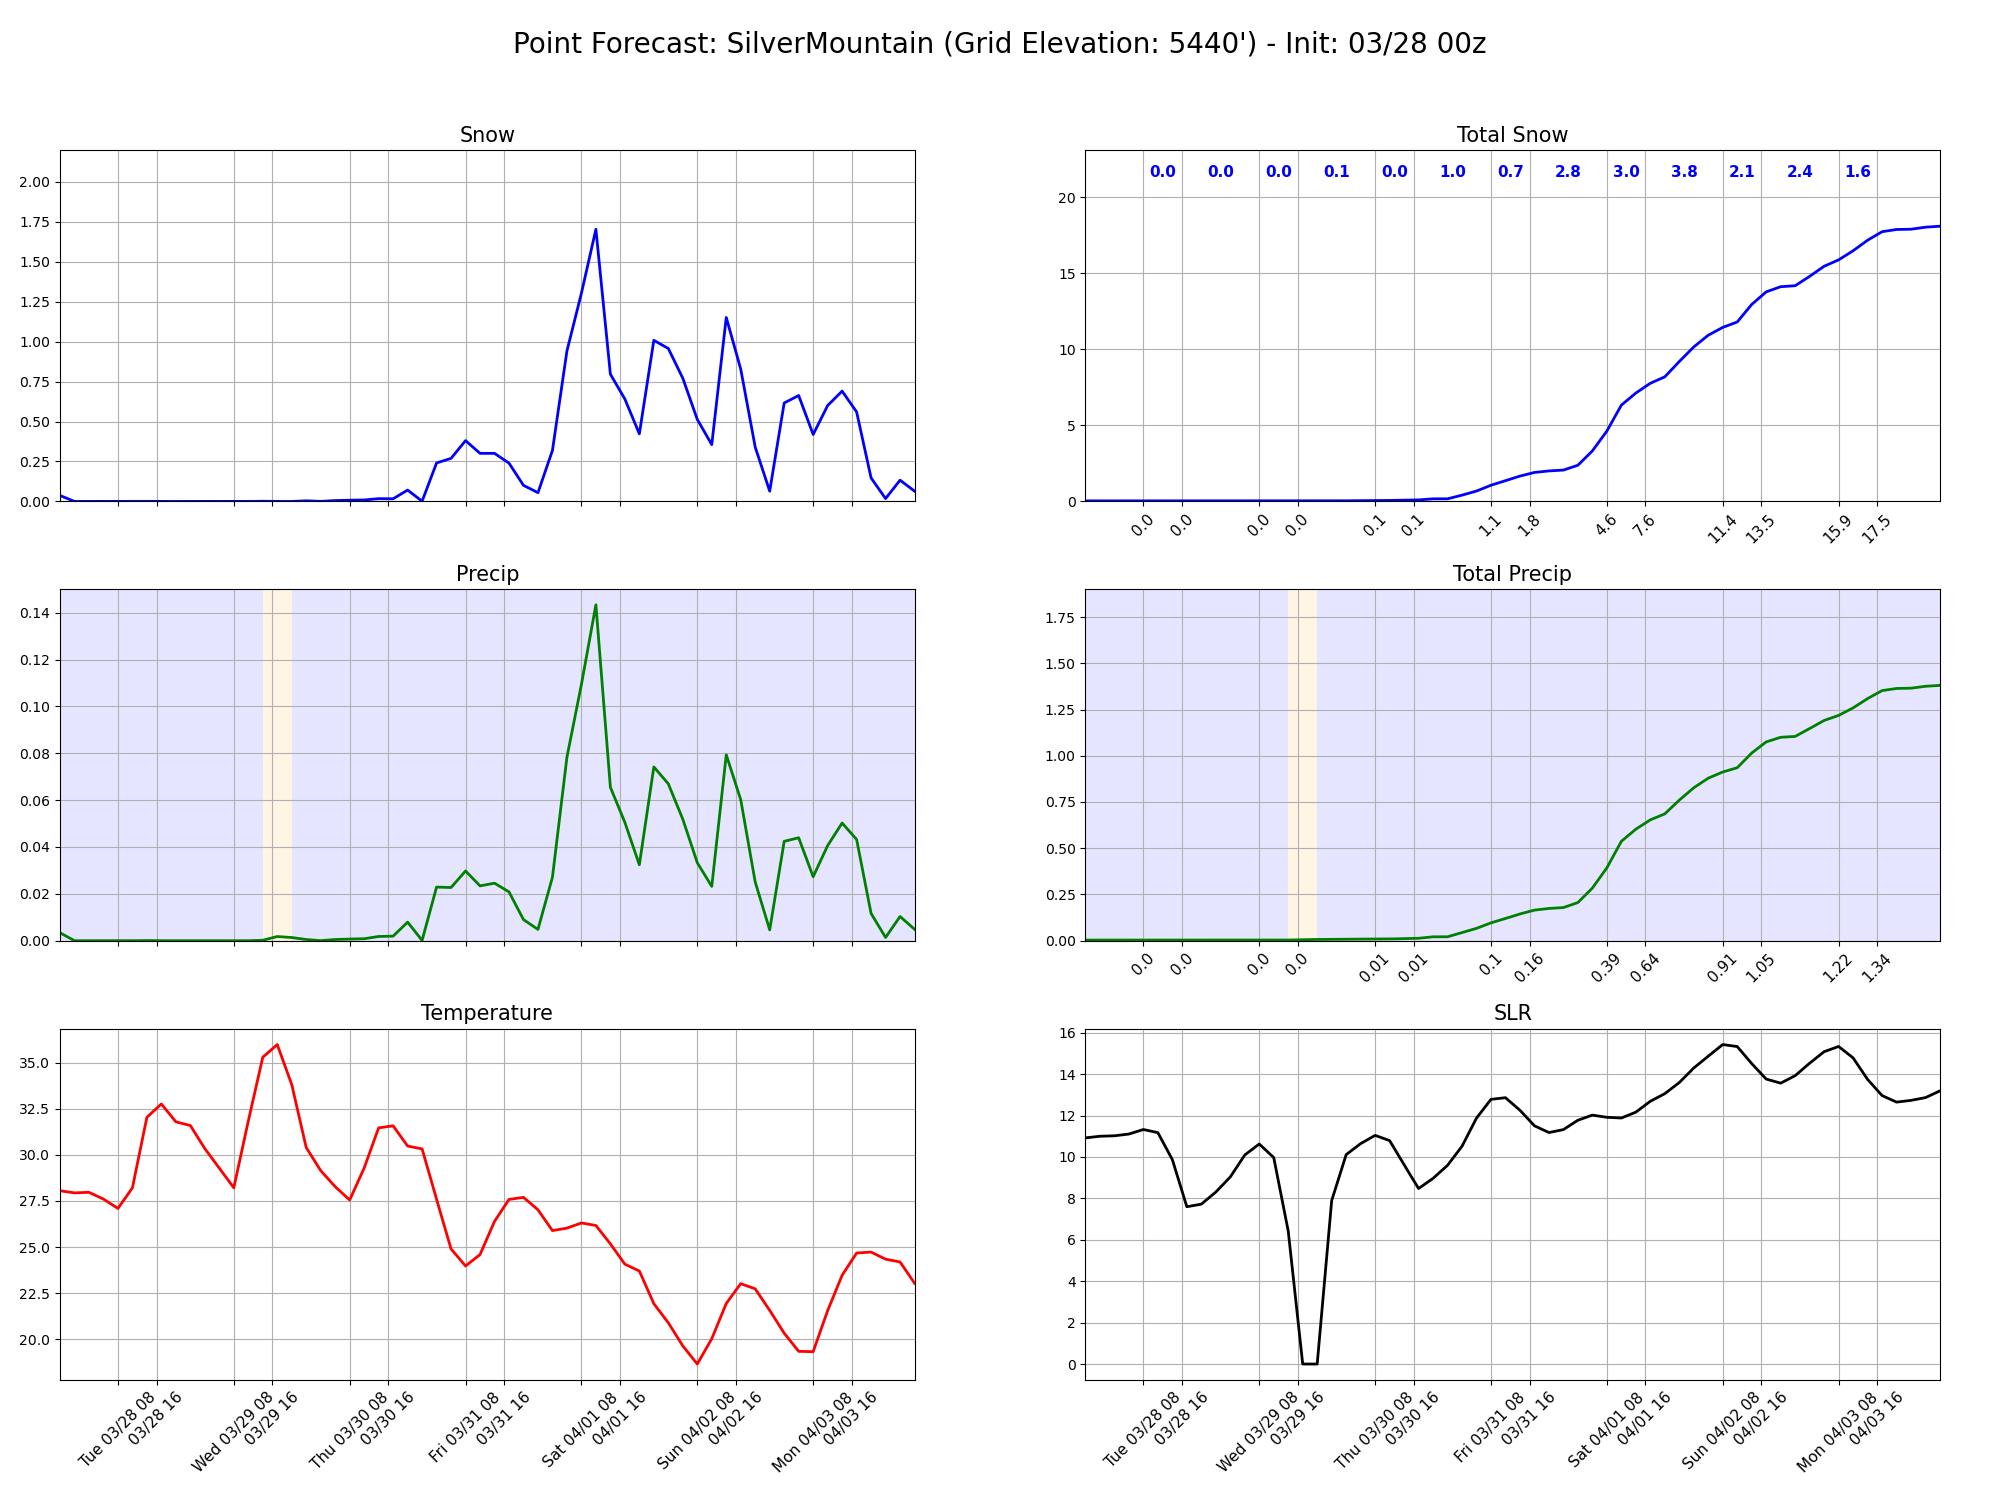 Point Forecast: SilverMountain (Grid Elevation: 5440') - Init: 03/28 00z
Snow
2.00
1.75
1.50
1.25
1.00
0.75
0.50
0.25
0.00
Total Snow
0.0 0.0 0.0 0.1 0.0 1.0 0.7 2.8 3.0 3.8 2.1 2.4 1.6
20
15
10
5
0
0.0 0.0 0.0 0.0 0.1 0.1 1.1 1.8 4.6 7.6 11.4 13.5 15.9 17.5
Precip
0.14
0.12
0.10
0.08
0.06
0.04
0.02
0.00
Total Precip
1.75
1.50
1.25
1.00
0.75
0.50
0.25
0.00
0.0 0.0 0.0 0.0 0.01 0.01 0.1 0.16 0.39 0.64 0.91 1.05 1.22 1.34
Temperature
35.0
32.5
30.0
27.5
25.0
22.5
20.0
Tue 03/28 08
03/28 16
Wed 03/29 08
03/29 16
Thu 03/30 08
03/30 16
Fri 03/31 08
03/31 16
Sat 04/01 08
04/01 16
Sun 04/02 08
04/02 16
Mon 04/03 08
04/03 16
SLR
16
14
12
10
8
6
4
2
0
Tue 03/28 08
03/28 16
Wed 03/29 08
03/29 16
Thu 03/30 08
03/30 16
Fri 03/31 08
03/31 16
Sat 04/01 08
04/01 16
Sun 04/02 08
04/02 16
Mon 04/03 08
04/03 16